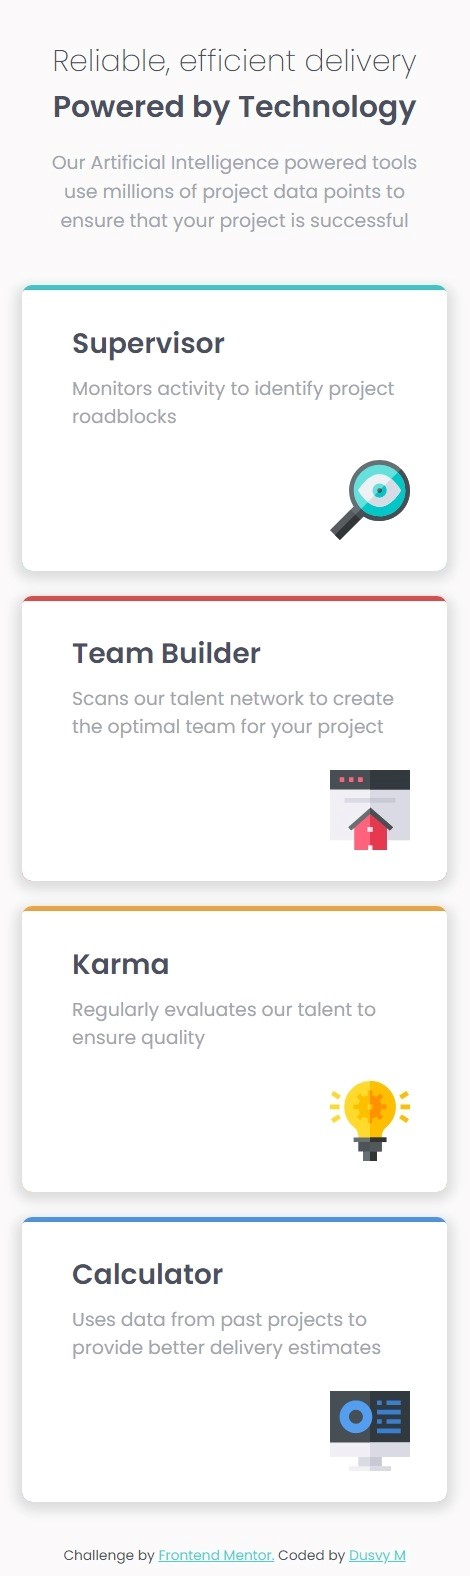 Reliable, efficient delivery
Powered by Technology
Our Artificial Intelligence powered tools
use millions of project data points to
ensure that your project is successful
Supervisor
Monitors activity to identify project
roadblocks
Team Builder
Scans our talent network to create
the optimal team for your project
Karma
Regularly evaluates our talent to
ensure quality
Calculator
Uses data from past projects to
provide better delivery estimates
Challenge by Frontend Mentor. Coded by Dusvy M